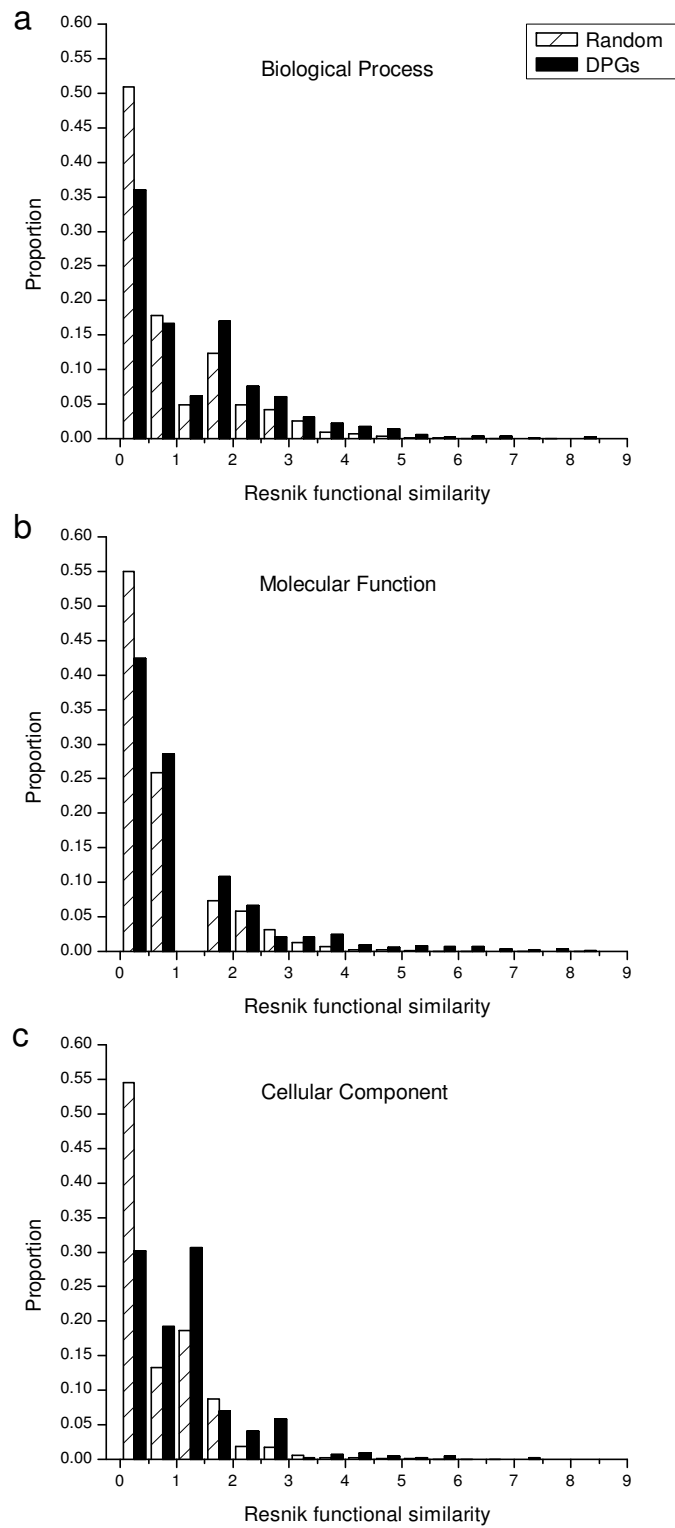 a
Biological Process
Random
DPGs
Proportion
0.60
0.55
0.50
0.45
0.40
0.35
0.30
0.25
0.20
0.15
0.10
0.05
0.00
0 1 2 3 4 5 6 7 8 9
Resnik functional similarity
b
Molecular Function
Proportion
0.60
0.55
0.50
0.45
0.40
0.35
0.30
0.25
0.20
0.15
0.10
0.05
0.00
0 1 2 3 4 5 6 7 8 9
Resnik functional similarity
c
Cellular Component
Proportion
0.60
0.55
0.50
0.45
0.40
0.35
0.30
0.25
0.20
0.15
0.10
0.05
0.00
0 1 2 3 4 5 6 7 8 9
Resnik functional similarity